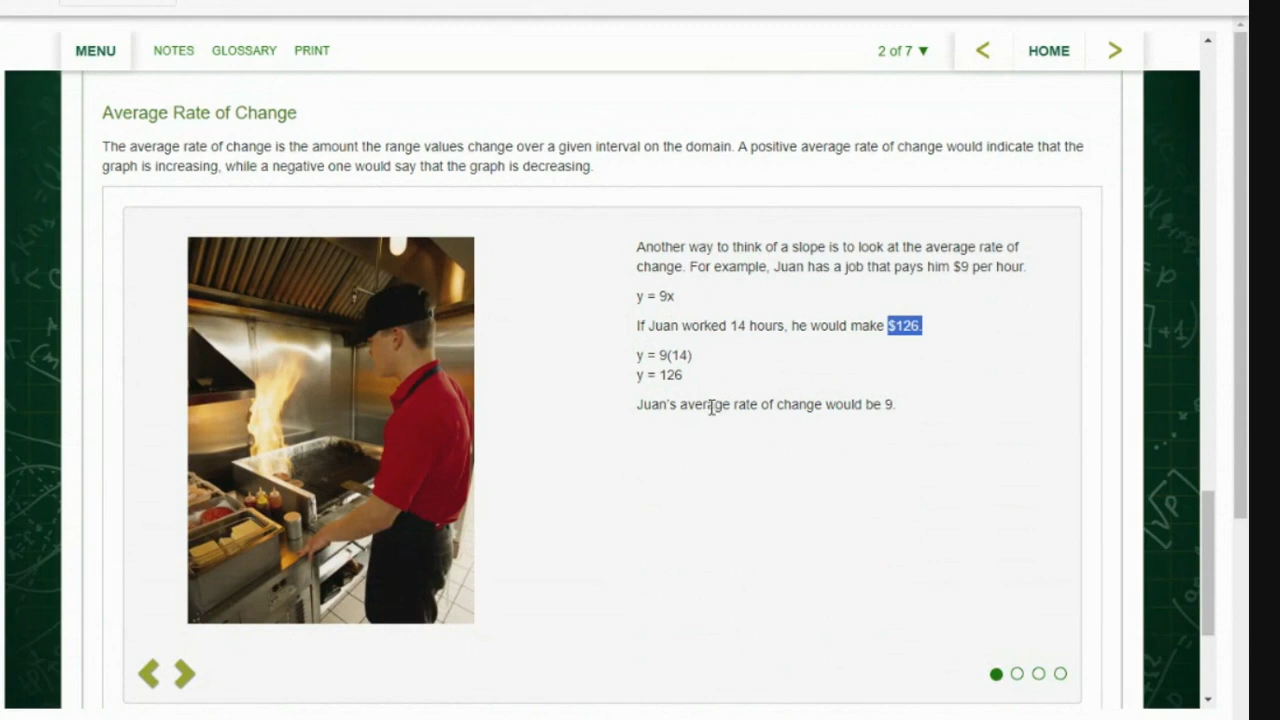 MENU NOTES GLOSSARY PRINT 2 of 7 ▼ < HOME >
Average Rate of Change
The average rate of change is the amount the range values change over a given interval on the domain. A positive average rate of change would indicate that the
graph is increasing, while a negative one would say that the graph is decreasing.
Another way to think of a slope is to look at the average rate of
change. For example, Juan has a job that pays him $9 per hour.
y = 9x
If Juan worked 14 hours, he would make $126.
y = 9(14)
y = 126
Juan's average rate of change would be 9.